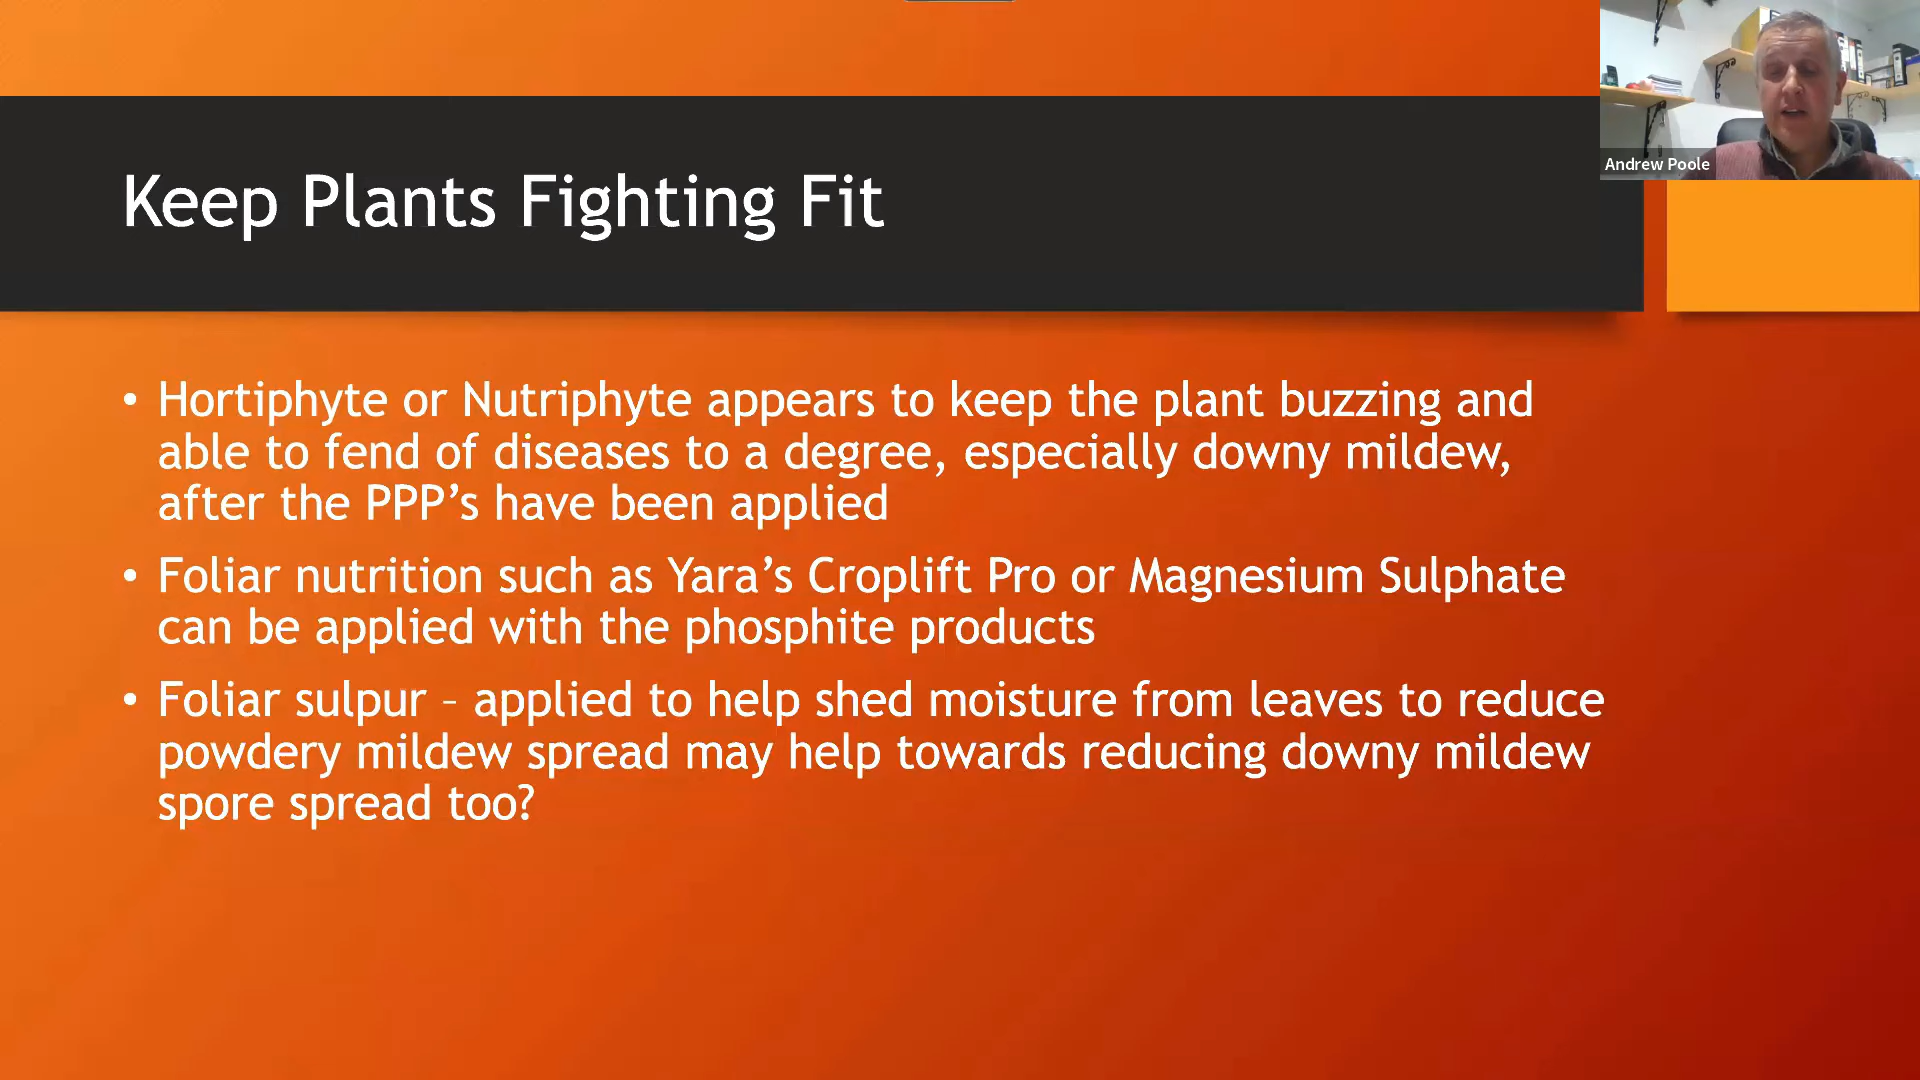 Andrew Poole
Keep Plants Fighting Fit
• Hortiphyte or Nutriphyte appears to keep the plant buzzing and
able to fend of diseases to a degree, especially downy mildew,
after the PPP’s have been applied
• Foliar nutrition such as Yara’s Croplift Pro or Magnesium Sulphate
can be applied with the phosphite products
• Foliar sulpur – applied to help shed moisture from leaves to reduce
powdery mildew spread may help towards reducing downy mildew
spore spread too?